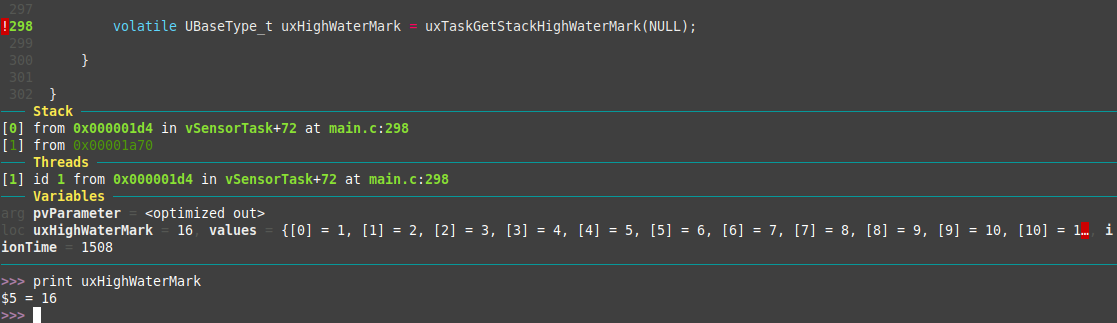 297
!298 volatile UBaseType_t uxHighWaterMark = uxTaskGetStackHighWaterMark(NULL);
299
300 }
301
302 }
Stack
[0] from 0x000001d4 in vSensorTask+72 at main.c:298
[1] from 0x00001a70
Threads
[1] id 1 from 0x000001d4 in vSensorTask+72 at main.c:298
Variables
arg pvParameter = <optimized out>
loc uxHighWaterMark = 16, values = {[0] = 1, [1] = 2, [2] = 3, [3] = 4, [4] = 5, [5] = 6, [6] = 7, [7] = 8, [8] = 9, [9] = 10, [10] = 1…, i
ionTime = 1508
>>> print uxHighWaterMark
$5 = 16
>>>